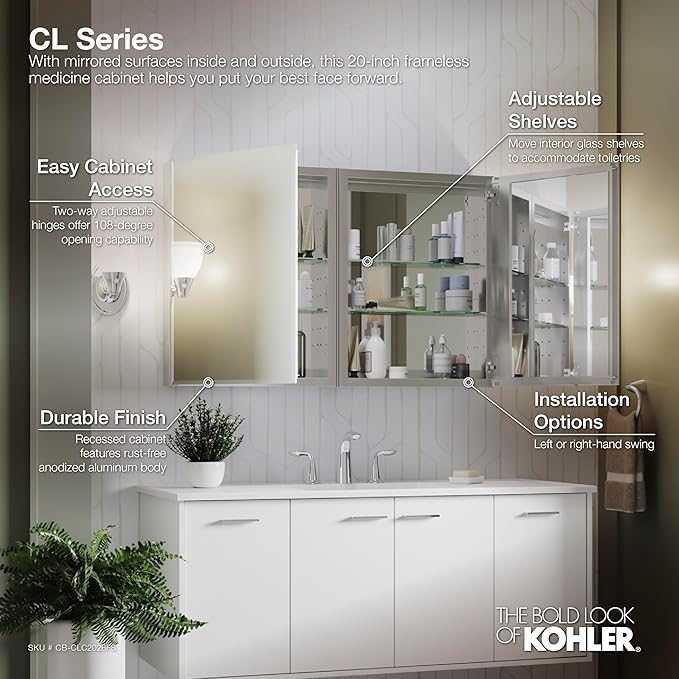 CL Series
With mirrored surfaces inside and outside, this 20-inch frameless
medicine cabinet helps you put your best face forward.
Adjustable
Shelves
Move interior glass shelves
to accommodate toiletries
Easy Cabinet
Access
Two-way adjustable
hinges offer 108-degree
opening capability
Durable Finish
Recessed cabinet
features rust-free
anodized aluminum body
Installation
Options
Left or right-hand swing
THE BOLD LOOK
OF KOHLER®
SKU #